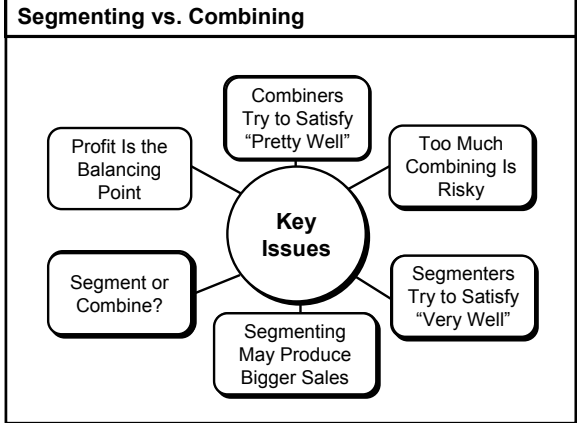 Segmenting vs. Combining
Combiners
Try to Satisfy
“Pretty Well”
Too Much
Combining Is
Risky
Segmenters
Try to Satisfy
“Very Well”
Segmenting
May Produce
Bigger Sales
Segment or
Combine?
Profit Is the
Balancing
Point
Key
Issues